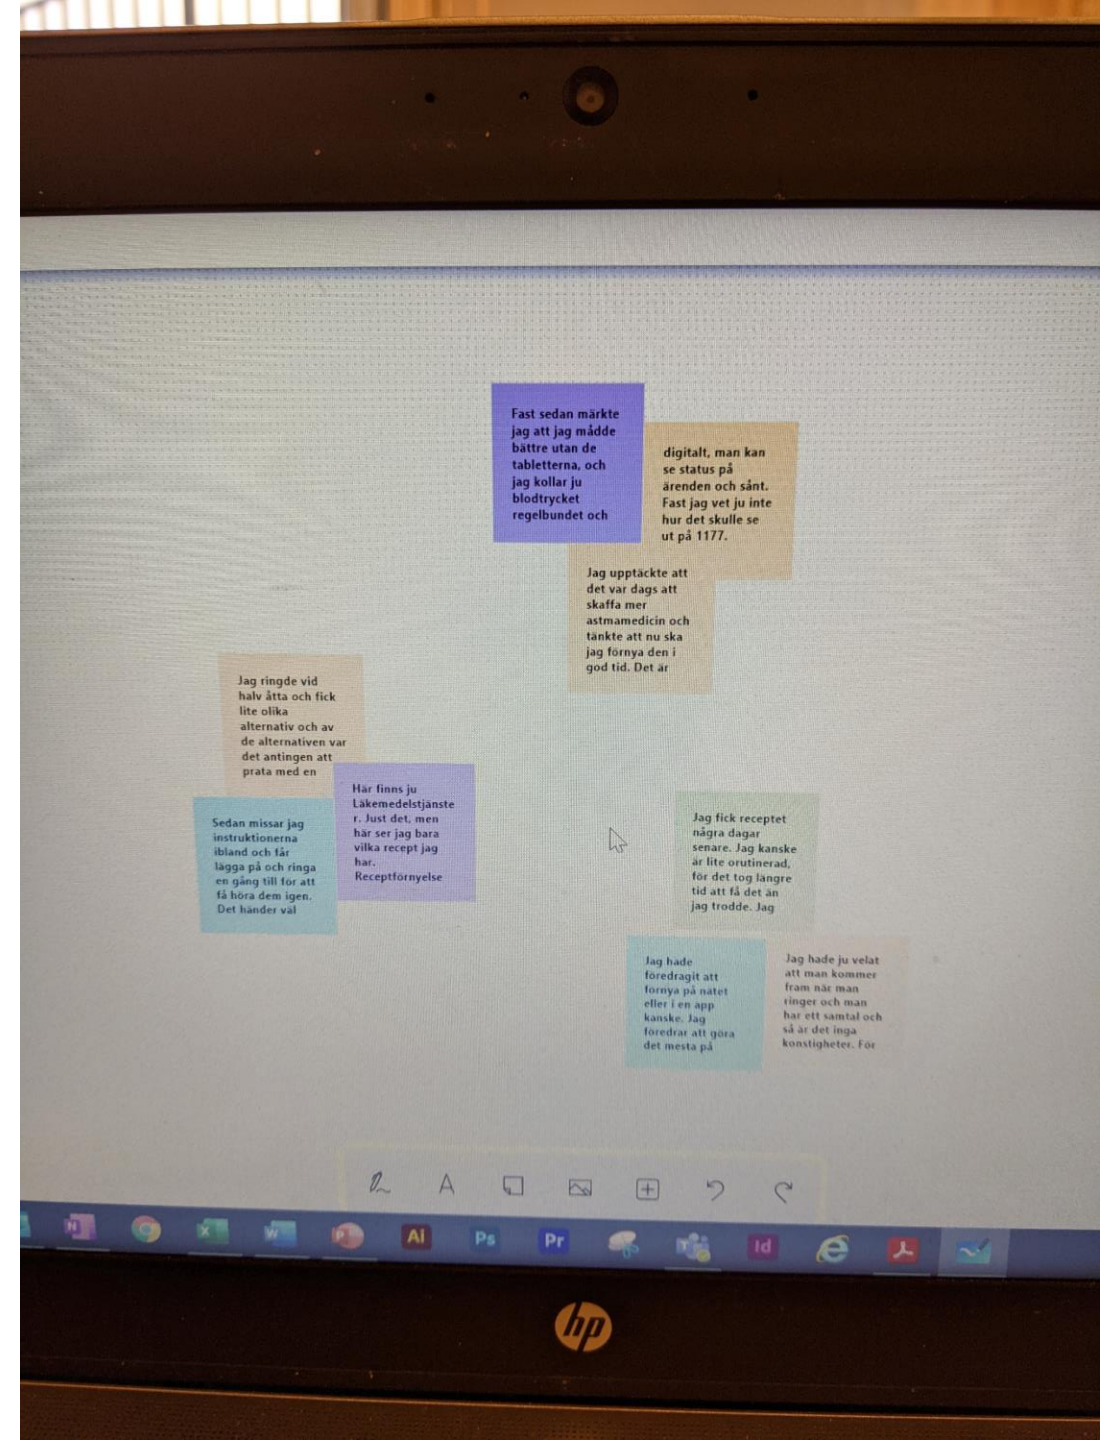 Fast sedan märkte
jag att jag mådde
bättre utan de
tabletterna, och
jag kollar ju
blodtrycket
regelbundet och
digitalt, man kan
se status på
ärenden och sånt.
Fast jag vet ju inte
hur det skulle se
ut på 1177.
Jag upptäckte att
det var dags att
skaffa mer
astmamedicin och
tänkte att nu ska
jag förnya den i
god tid. Det är
Jag ringde vid
halv åtta och fick
lite olika
alternativ och av
de alternativen var
det antingen att
prata med en
Här finns ju
Läkemedelstjänste
r. Just det, men
här ser jag bara
vilka recept jag
har.
Receptförnyelse
Sedan missar jag
instruktionerna
ibland och får
lägga på och ringa
en gång till för att
få höra dem igen.
Det händer väl
Jag fick receptet
några dagar
senare. Jag kanske
är lite orutinerad,
för det tog längre
tid att få det än
jag trodde. Jag
Jag hade
föredragit att
förnya på nätet
eller i en app
kanske. Jag
föredrar att göra
det mesta på
Jag hade ju velat
att man kommer
fram när man
ringer och man
har ett samtal och
så är det inga
konstigheter. För
A
N
X
W
P
Ai
Ps
Pr
T
Id
hp